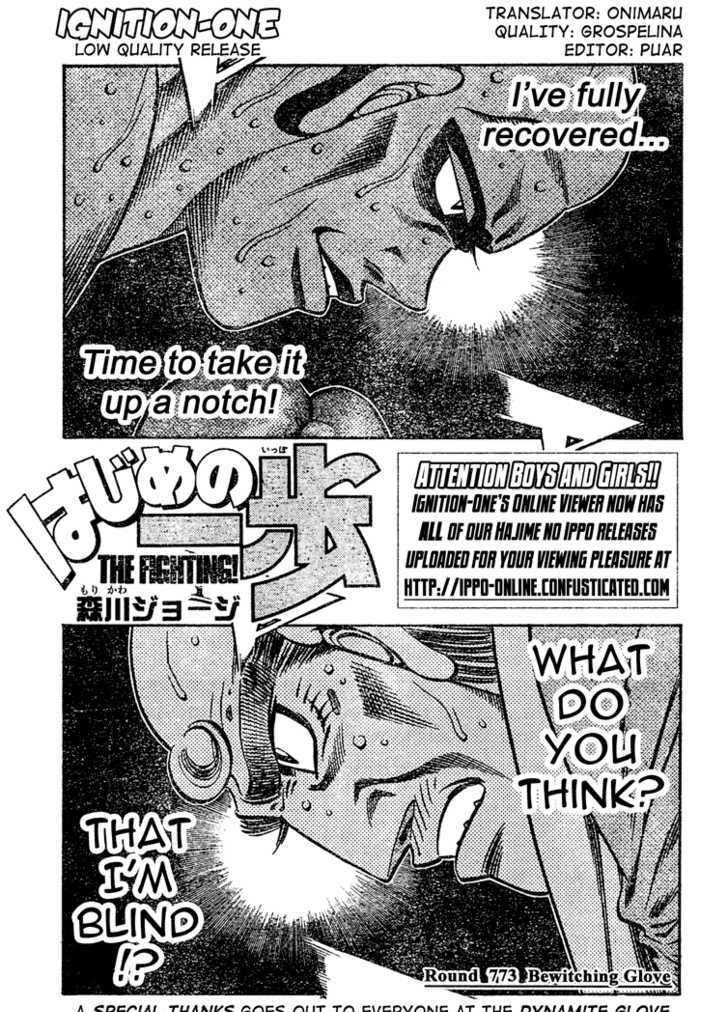 IGNITION-ONE
LOW QUALITY RELEASE
TRANSLATOR: ONIMARU
QUALITY: GROSPELINA
EDITOR: PUAR
I've fully
recovered...
Time to take it
up a notch!
はじめの一歩
いっぽ
THE FIGHTING!
もり かわ
森川ジョージ
ATTENTION BOYS AND GIRLS!!
IGNITION-ONE'S ONLINE VIEWER NOW HAS
ALL OF OUR HAJIME NO IPPO RELEASES
UPLOADED FOR YOUR VIEWING PLEASURE AT
HTTP://IPPO-ONLINE.CONFUSTICATED.COM
WHAT
DO
YOU
THINK?
THAT
I'M
BLIND
!?
Round 773 Bewitching Glove
A SPECIAL THANKS GOES OUT TO EVERYONE AT THE DYNAMITE GLOVE